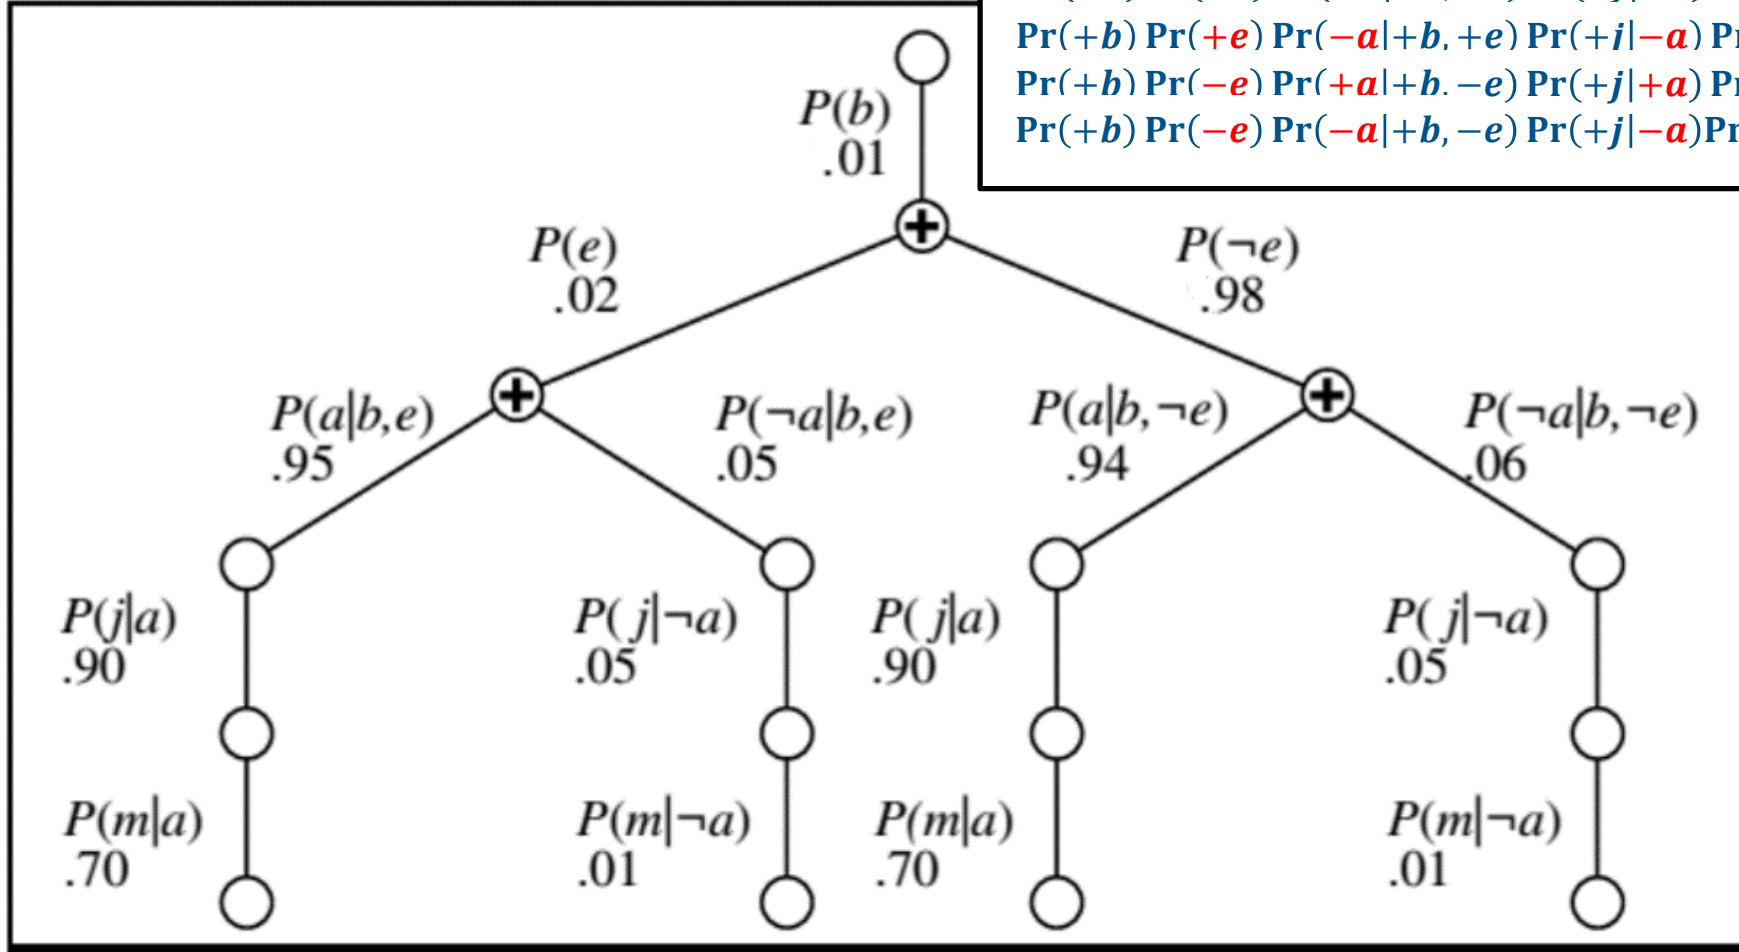 Pr(+b) Pr(+e) Pr(−a|+b, +e) Pr(+j|−a)
Pr(+b) Pr(−e) Pr(+a|+b, −e) Pr(+j|+a)
Pr(+b) Pr(−e) Pr(−a|+b, −e) Pr(+j|−a)Pr
P(b)
.01
P(e)
.02
P(¬e)
.98
P(a|b,e)
.95
P(¬a|b,e)
.05
P(a|b,¬e)
.94
P(¬a|b,¬e)
.06
P(j|a)
.90
P(j|¬a)
.05
P(j|a)
.90
P(j|¬a)
.05
P(m|a)
.70
P(m|¬a)
.01
P(m|a)
.70
P(m|¬a)
.01